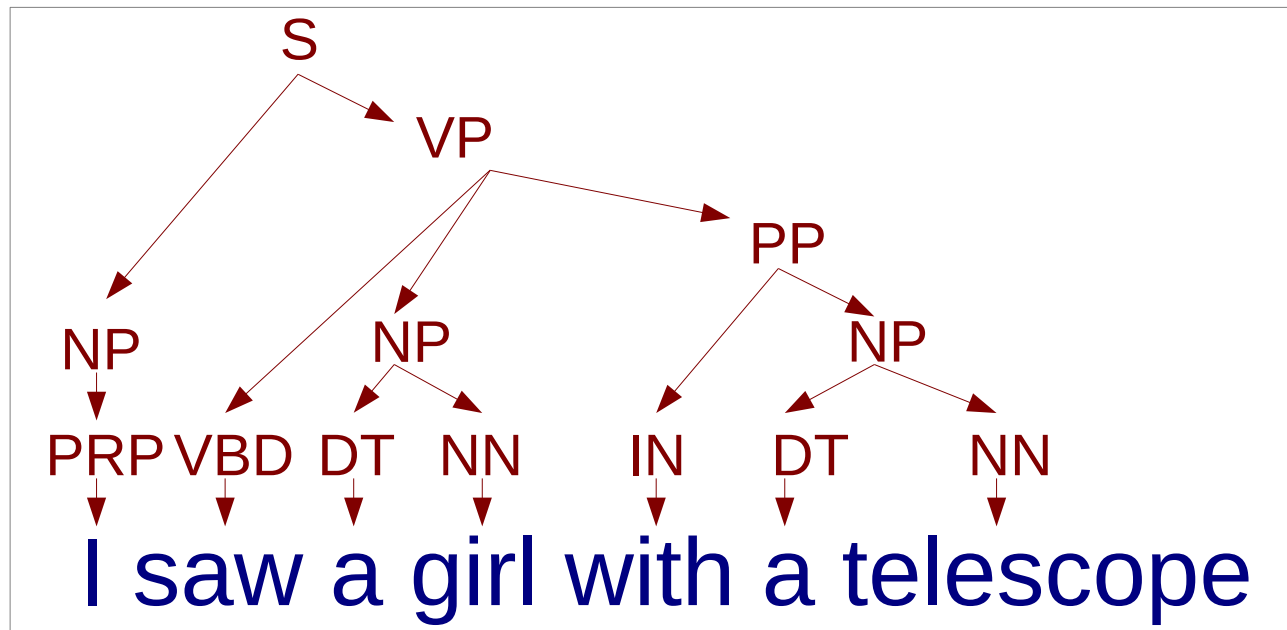 S
VP
PP
NP NP NP
PRP VBD DT NN IN DT NN
I saw a girl with a telescope